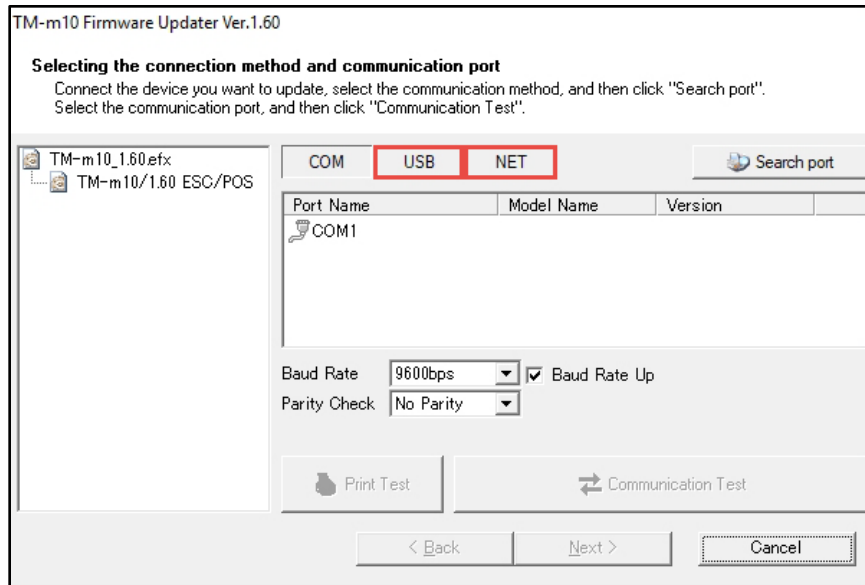 TM-m10 Firmware Updater Ver.1.60
Selecting the connection method and communication port
Connect the device you want to update, select the communication method, and then click "Search port".
Select the communication port, and then click "Communication Test".
TM-m10_1.60.efx
TM-m10/1.60 ESC/POS
COM USB NET Search port
Port Name Model Name Version
COM1
Baud Rate 9600bps Baud Rate Up
Parity Check No Parity
Print Test Communication Test
< Back Next > Cancel